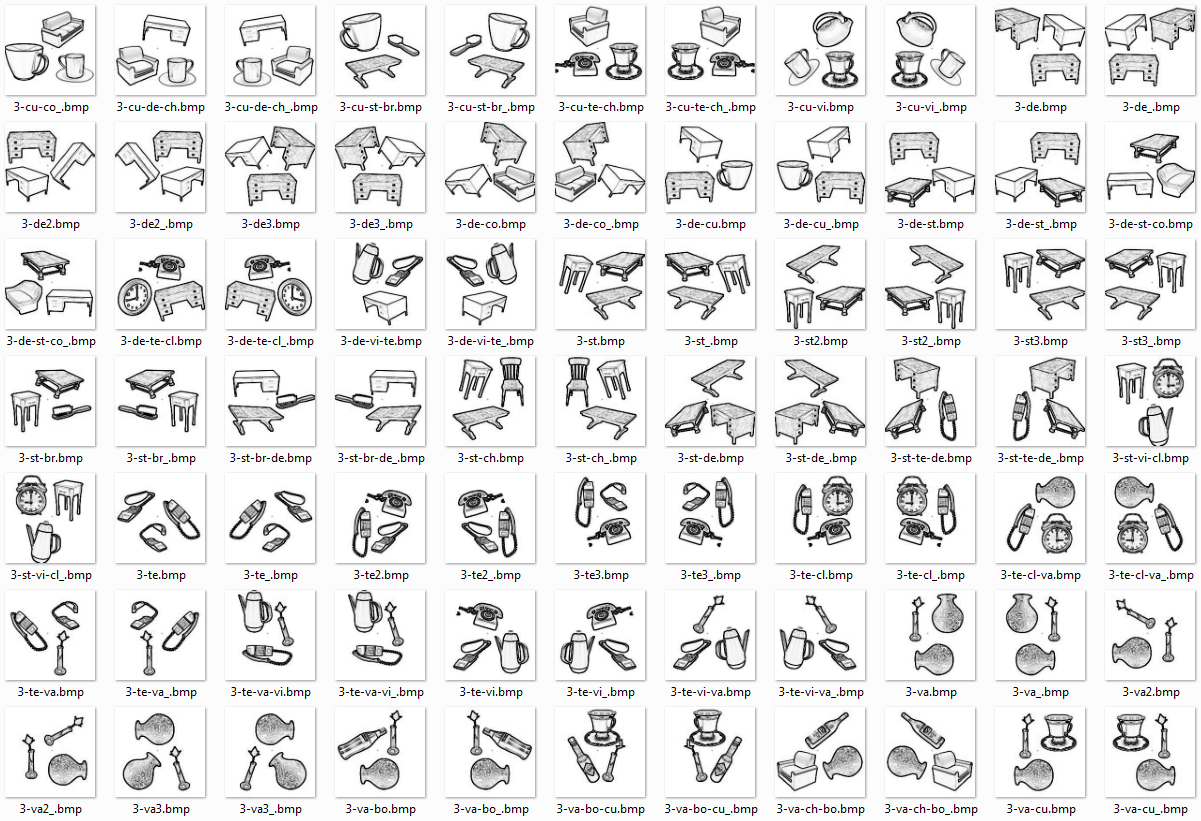 3-cu-co_.bmp 3-cu-de-ch.bmp 3-cu-de-ch_.bmp 3-cu-st-br.bmp 3-cu-st-br_.bmp 3-cu-te-ch.bmp 3-cu-te-ch_.bmp 3-cu-vi.bmp 3-cu-vi_.bmp 3-de.bmp 3-de_.bmp
3-de2.bmp 3-de2_.bmp 3-de3.bmp 3-de3_.bmp 3-de-co.bmp 3-de-co_.bmp 3-de-cu.bmp 3-de-cu_.bmp 3-de-st.bmp 3-de-st_.bmp 3-de-st-co.bmp
3-de-st-co_.bmp 3-de-te-cl.bmp 3-de-te-cl_.bmp 3-de-vi-te.bmp 3-de-vi-te_.bmp 3-st.bmp 3-st_.bmp 3-st2.bmp 3-st2_.bmp 3-st3.bmp 3-st3_.bmp
3-st-br.bmp 3-st-br_.bmp 3-st-br-de.bmp 3-st-br-de_.bmp 3-st-ch.bmp 3-st-ch_.bmp 3-st-de.bmp 3-st-de_.bmp 3-st-te-de.bmp 3-st-te-de_.bmp 3-st-vi-cl.bmp
3-st-vi-cl_.bmp 3-te.bmp 3-te_.bmp 3-te2.bmp 3-te2_.bmp 3-te3.bmp 3-te3_.bmp 3-te-cl.bmp 3-te-cl_.bmp 3-te-cl-va.bmp 3-te-cl-va_.bmp
3-te-va.bmp 3-te-va_.bmp 3-te-va-vi.bmp 3-te-va-vi_.bmp 3-te-vi.bmp 3-te-vi_.bmp 3-te-vi-va.bmp 3-te-vi-va_.bmp 3-va.bmp 3-va_.bmp 3-va2.bmp
3-va2_.bmp 3-va3.bmp 3-va3_.bmp 3-va-bo.bmp 3-va-bo_.bmp 3-va-bo-cu.bmp 3-va-bo-cu_.bmp 3-va-ch-bo.bmp 3-va-ch-bo_.bmp 3-va-cu.bmp 3-va-cu_.bmp